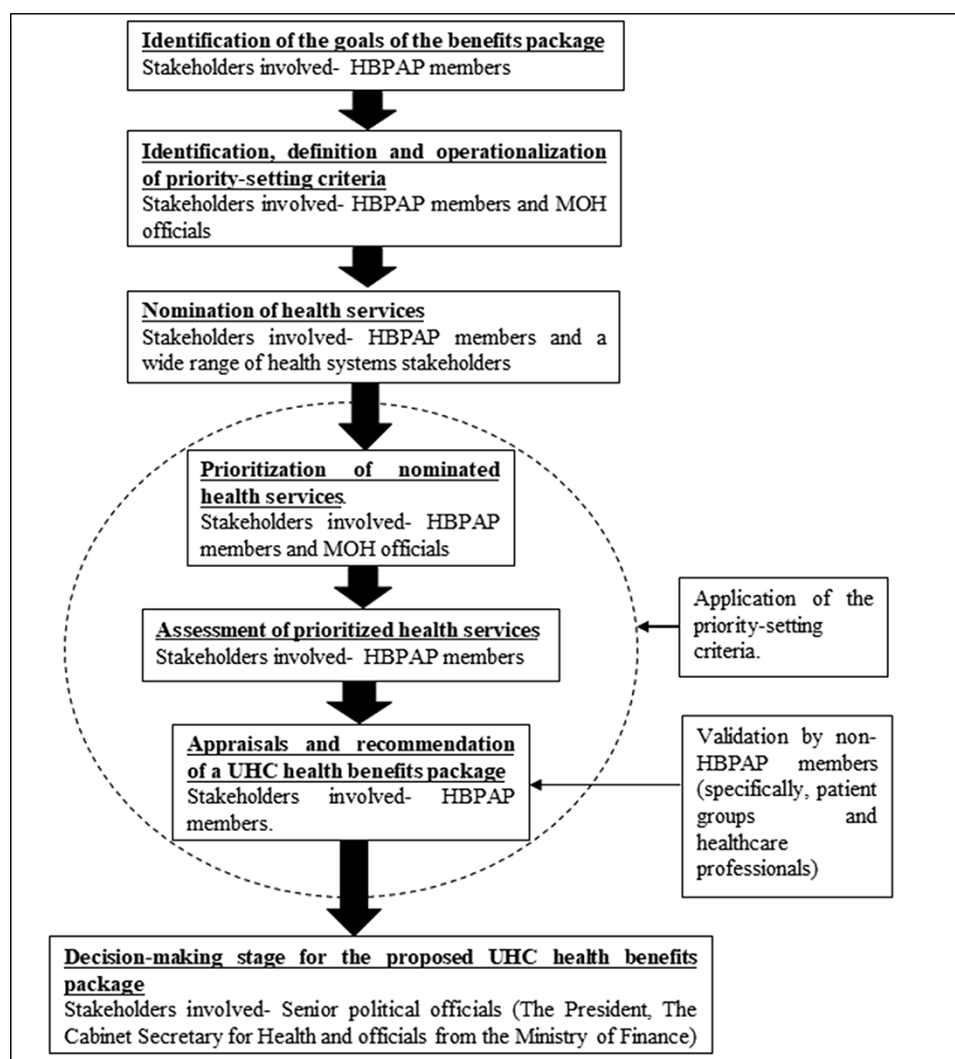 Identification of the goals of the benefits package
Stakeholders involved- HBPAP members
Identification, definition and operationalization
of priority-setting criteria
Stakeholders involved- HBPAP members and MOH
officials
Nomination of health services
Stakeholders involved- HBPAP members and a
wide range of health systems stakeholders
Prioritization of nominated
health services.
Stakeholders involved- HBPAP
members and MOH officials
Assessment of prioritized health services
Stakeholders involved- HBPAP members
Appraisals and recommendation
of a UHC health benefits package
Stakeholders involved- HBPAP
members.
Application of the
priority-setting
criteria.
Validation by non-
HBPAP members
(specifically, patient
groups and
healthcare
professionals)
Decision-making stage for the proposed UHC health benefits
package
Stakeholders involved- Senior political officials (The President, The
Cabinet Secretary for Health and officials from the Ministry of Finance)